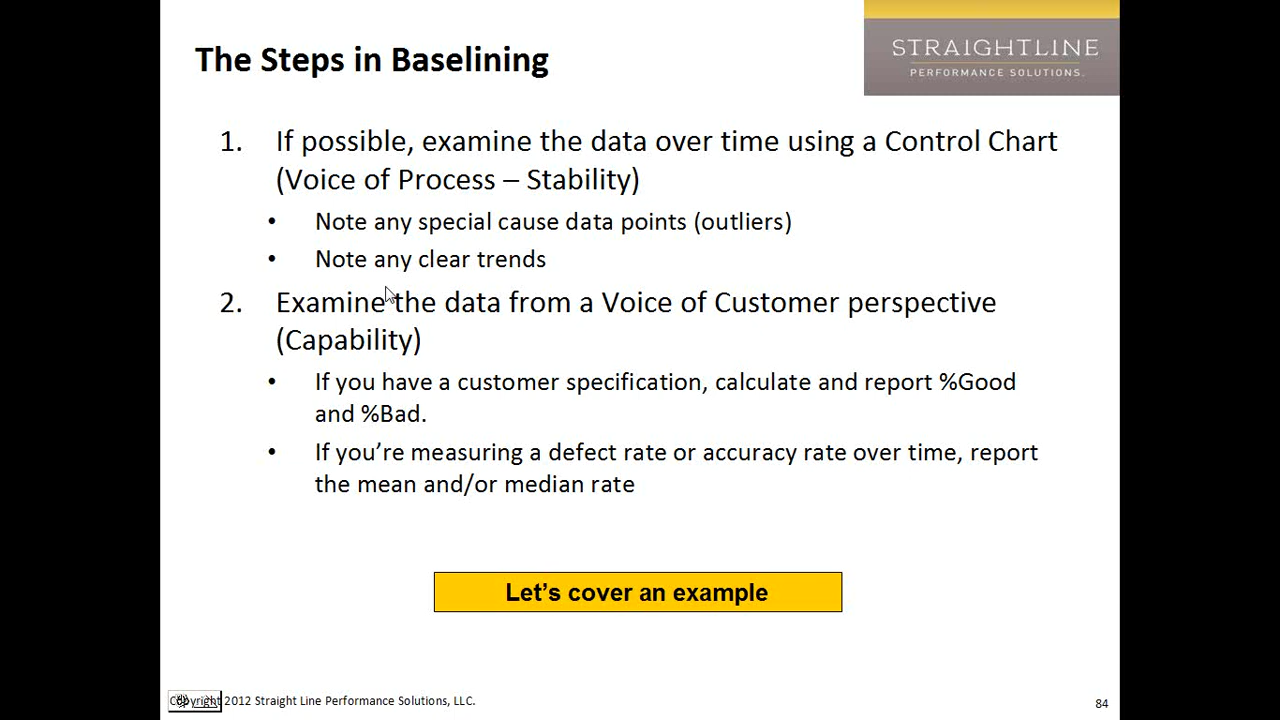 The Steps in Baselining
STRAIGHTLINE
PERFORMANCE SOLUTIONS.
1. If possible, examine the data over time using a Control Chart
(Voice of Process – Stability)
• Note any special cause data points (outliers)
• Note any clear trends
2. Examine the data from a Voice of Customer perspective
(Capability)
• If you have a customer specification, calculate and report %Good
and %Bad.
• If you’re measuring a defect rate or accuracy rate over time, report
the mean and/or median rate
Let’s cover an example
Copyright 2012 Straight Line Performance Solutions, LLC.
84